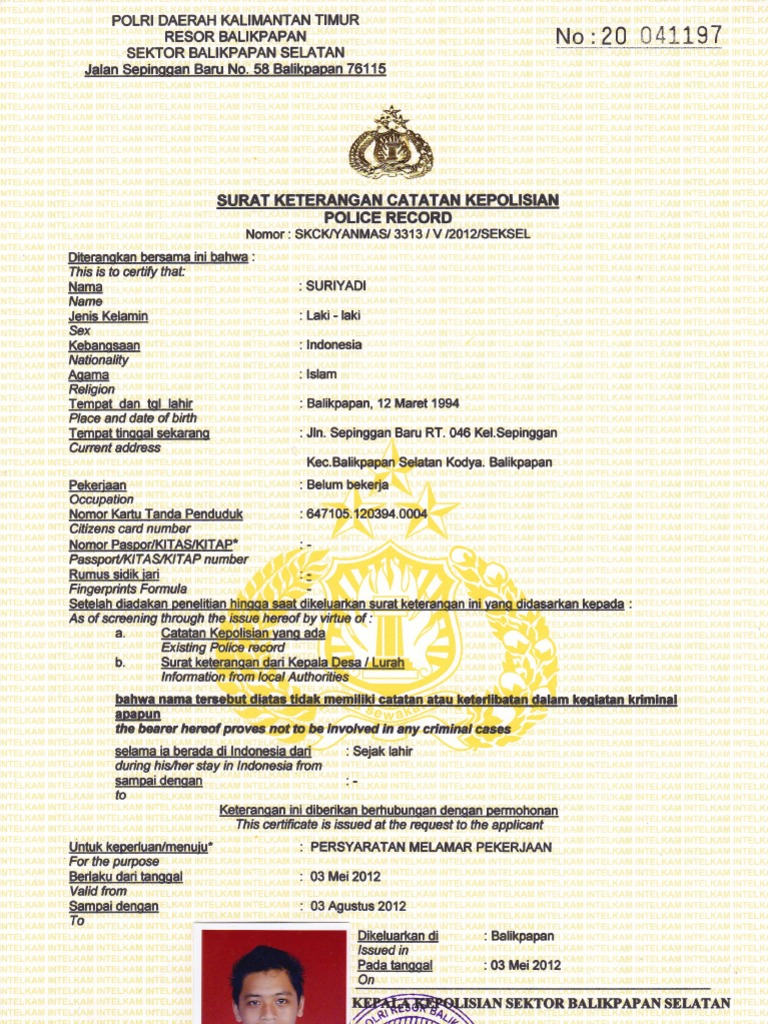 POLRI DAERAH KALIMANTAN TIMUR
RESOR BALIKPAPAN
SEKTOR BALIKPAPAN SELATAN
Jalan Sepinggan Baru No. 58 Balikpapan 76115
No : 20 041197
SURAT KETERANGAN CATATAN KEPOLISIAN
POLICE RECORD
Nomor : SKCK/YANMAS/ 3313 / V /2012/SEKSEL
Diterangkan bersama ini bahwa :
This is to certify that:
Nama : SURIYADI
Name
Jenis Kelamin : Laki - laki
Sex
Kebangsaan : Indonesia
Nationality
Agama : Islam
Religion
Tempat dan tgl lahir : Balikpapan, 12 Maret 1994
Place and date of birth
Tempat tinggal sekarang : Jln. Sepinggan Baru RT. 046 Kel.Sepinggan
Current address
Kec.Balikpapan Selatan Kodya. Balikpapan
Pekerjaan : Belum bekerja
Occupation
Nomor Kartu Tanda Penduduk : 647105.120394.0004
Citizens card number
Nomor Paspor/KITAS/KITAP* : -
Passport/KITAS/KITAP number
Rumus sidik jari : -
Fingerprints Formula -
Setelah diadakan penelitian hingga saat dikeluarkan surat keterangan ini yang didasarkan kepada :
As of screening through the issue hereof by virtue of :
a. Catatan Kepolisian yang ada
Existing Police record
b. Surat keterangan dari Kepala Desa / Lurah
Information from local Authorities
bahwa nama tersebut diatas tidak memiliki catatan atau keterlibatan dalam kegiatan kriminal
apapun
the bearer hereof proves not to be involved in any criminal cases
selama ia berada di Indonesia dari : Sejak lahir
during his/her stay in Indonesia from
sampai dengan : -
to
Keterangan ini diberikan berhubungan dengan permohonan
This certificate is issued at the request to the applicant
Untuk keperluan/menuju* : PERSYARATAN MELAMAR PEKERJAAN
For the purpose
Berlaku dari tanggal : 03 Mei 2012
Valid from
Sampai dengan : 03 Agustus 2012
To
Dikeluarkan di : Balikpapan
Issued in
Pada tanggal : 03 Mei 2012
On
KEPALA KEPOLISIAN SEKTOR BALIKPAPAN SELATAN
POLRI RESOR BALIKPAPAN